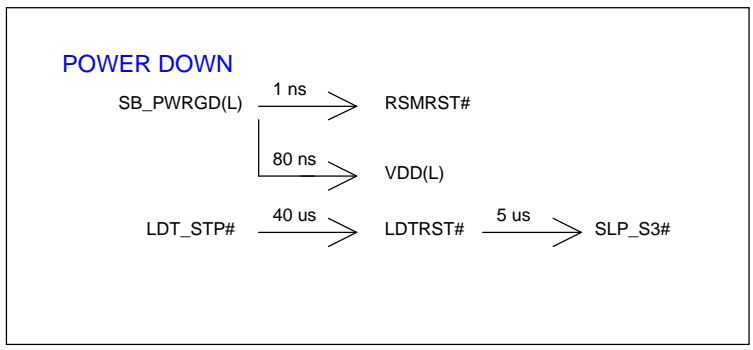 POWER DOWN
SB_PWRGD(L) 1 ns RSMRST#
80 ns VDD(L)
LDT_STP# 40 us LDTRST# 5 us SLP_S3#